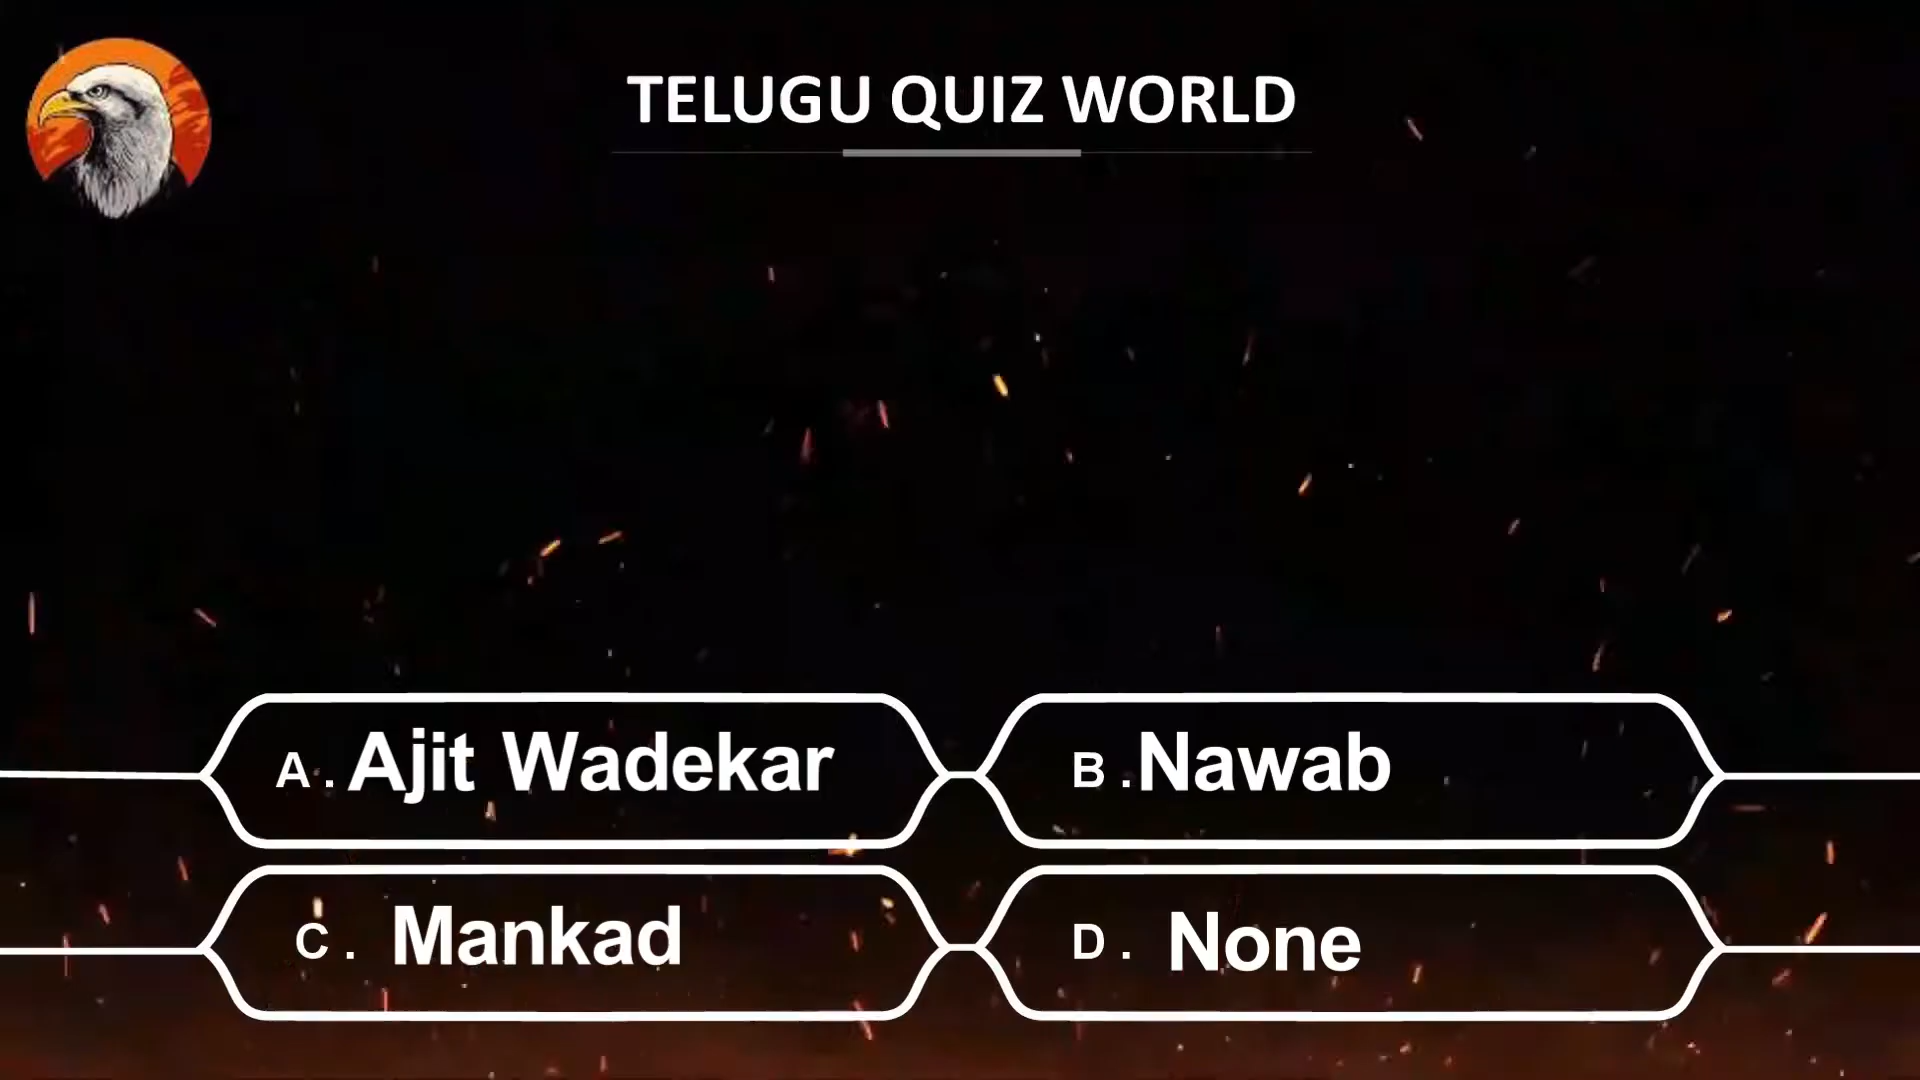 TELUGU QUIZ WORLD
A . Ajit Wadekar
B . Nawab
C . Mankad
D . None